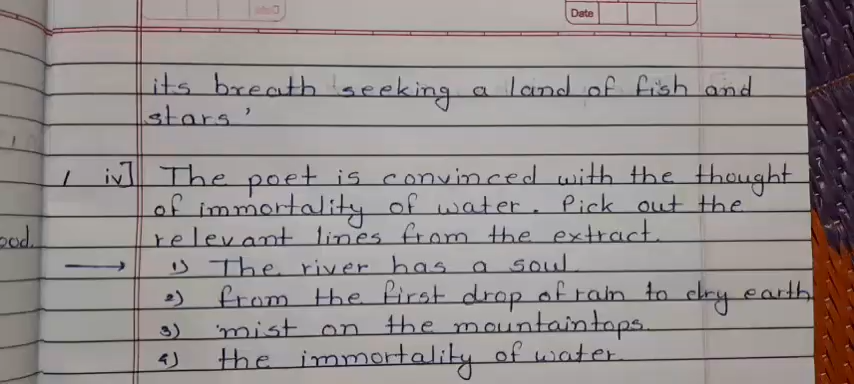 Date
its breath 'seeking a land of fish and
stars'
iv] The poet is convinced with the thought
of immortality of water. Pick out the
relevant lines from the extract.
→ 1) The river has a soul
2) from the first drop of rain to dry earth
3) 'mist on the mountaintops.
4) the immortality of water.